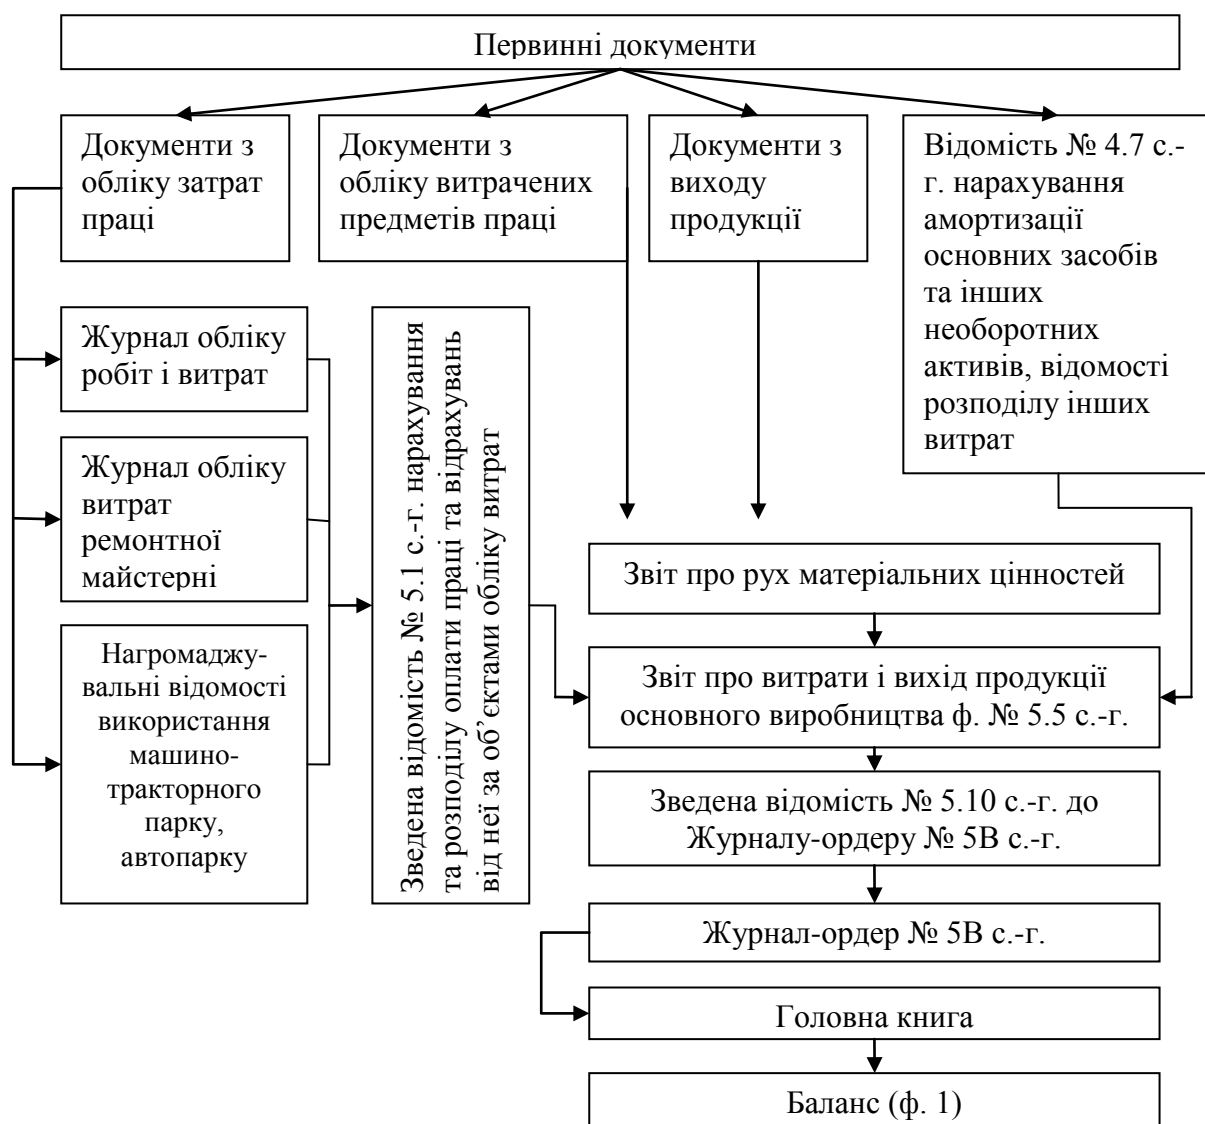 Первинні документи
Документи з
обліку затрат
праці
Документи з
обліку витрачених
предметів праці
Документи з
виходу
продукції
Відомість № 4.7 с.-
г. нарахування
амортизації
основних засобів
та інших
необоротних
активів, відомості
розподілу інших
витрат
Журнал обліку
робіт і витрат
Журнал обліку
витрат
ремонтної
майстерні
Нагромаджу-
вальні відомості
використання
машино-
тракторного
парку,
автопарку
Зведена відомість № 5.1 с.-г. нарахування
та розподілу оплати праці та відрахувань
від неї за об’єктами обліку витрат
Звіт про рух матеріальних цінностей
Звіт про витрати і вихід продукції
основного виробництва ф. № 5.5 с.-г.
Зведена відомість № 5.10 с.-г. до
Журналу-ордеру № 5В с.-г.
Журнал-ордер № 5В с.-г.
Головна книга
Баланс (ф. 1)